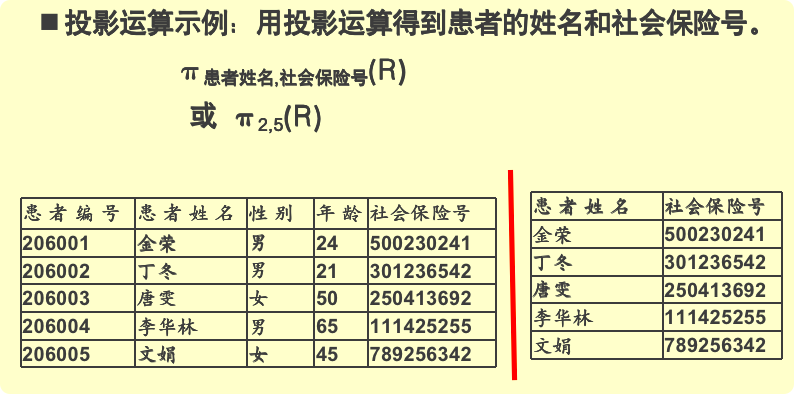 ■ 投影运算示例：用投影运算得到患者的姓名和社会保险号。
π患者姓名,社会保险号(R)
或 π2,5(R)
患者编号 患者姓名 性别 年龄 社会保险号
206001 金荣 男 24 500230241
206002 丁冬 男 21 301236542
206003 唐雯 女 50 250413692
206004 李华林 男 65 111425255
206005 文娟 女 45 789256342
患者姓名 社会保险号
金荣 500230241
丁冬 301236542
唐雯 250413692
李华林 111425255
文娟 789256342